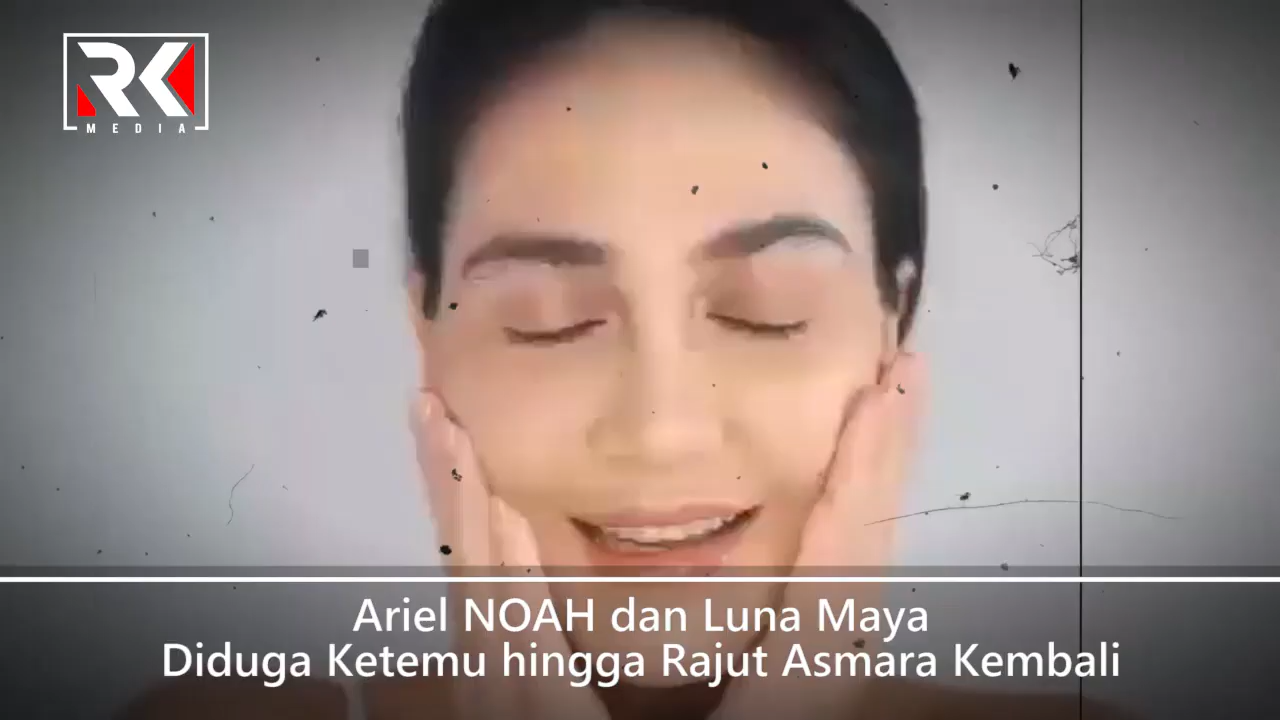 RK
MEDIA
Ariel NOAH dan Luna Maya
Diduga Ketemu hingga Rajut Asmara Kembali